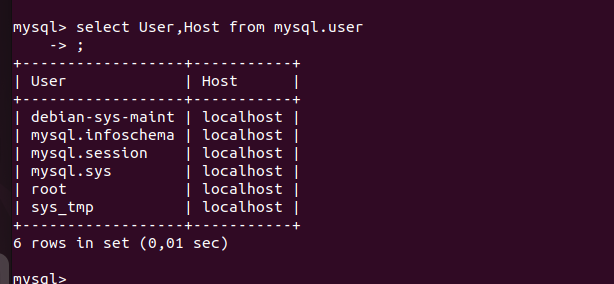 mysql> select User,Host from mysql.user
    -> ;
+------------------+-----------+
| User             | Host      |
+------------------+-----------+
| debian-sys-maint | localhost |
| mysql.infoschema | localhost |
| mysql.session    | localhost |
| mysql.sys        | localhost |
| root             | localhost |
| sys_tmp          | localhost |
+------------------+-----------+
6 rows in set (0,01 sec)
mysql>